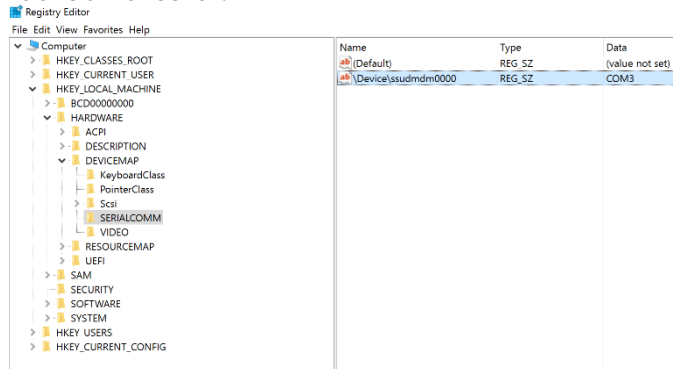 Registry Editor
File Edit View Favorites Help
Computer
HKEY_CLASSES_ROOT
HKEY_CURRENT_USER
HKEY_LOCAL_MACHINE
BCD00000000
HARDWARE
ACPI
DESCRIPTION
DEVICEMAP
KeyboardClass
PointerClass
Scsi
SERIALCOMM
VIDEO
RESOURCEMAP
UEFI
SAM
SECURITY
SOFTWARE
SYSTEM
HKEY_USERS
HKEY_CURRENT_CONFIG
Name Type Data
ab (Default) REG_SZ (value not set)
ab \Device\ssudmdm0000 REG_SZ COM3